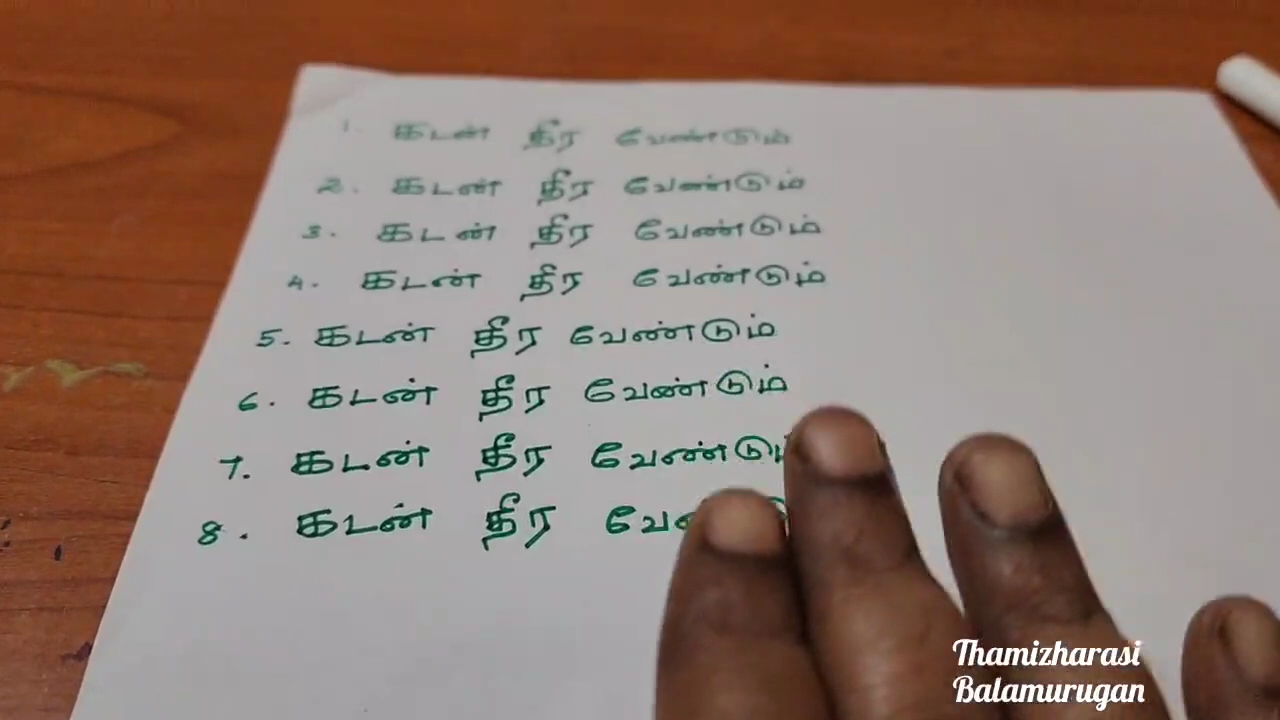 1. கடன் தீர வேண்டும்
2. கடன் தீர வேண்டும்
3. கடன் தீர வேண்டும்
4. கடன் தீர வேண்டும்
5. கடன் தீர வேண்டும்
6. கடன் தீர வேண்டும்
7. கடன் தீர
8. கடன் தீர
Thamizharasi
Balamurugan